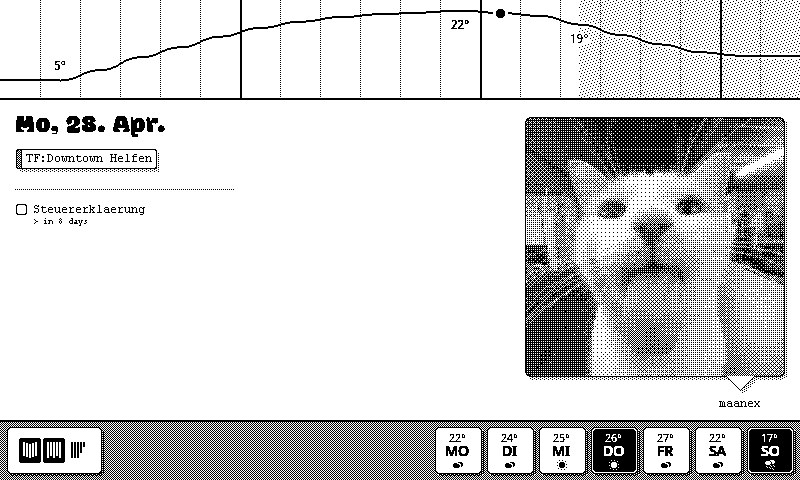 5°
22°
19°
Mo, 28. Apr.
TF:Downtown Helfen
Steuererklaerung
> in 8 days
maanex
22° 24° 25° 26° 27° 22° 17°
MO DI MI DO FR SA SO